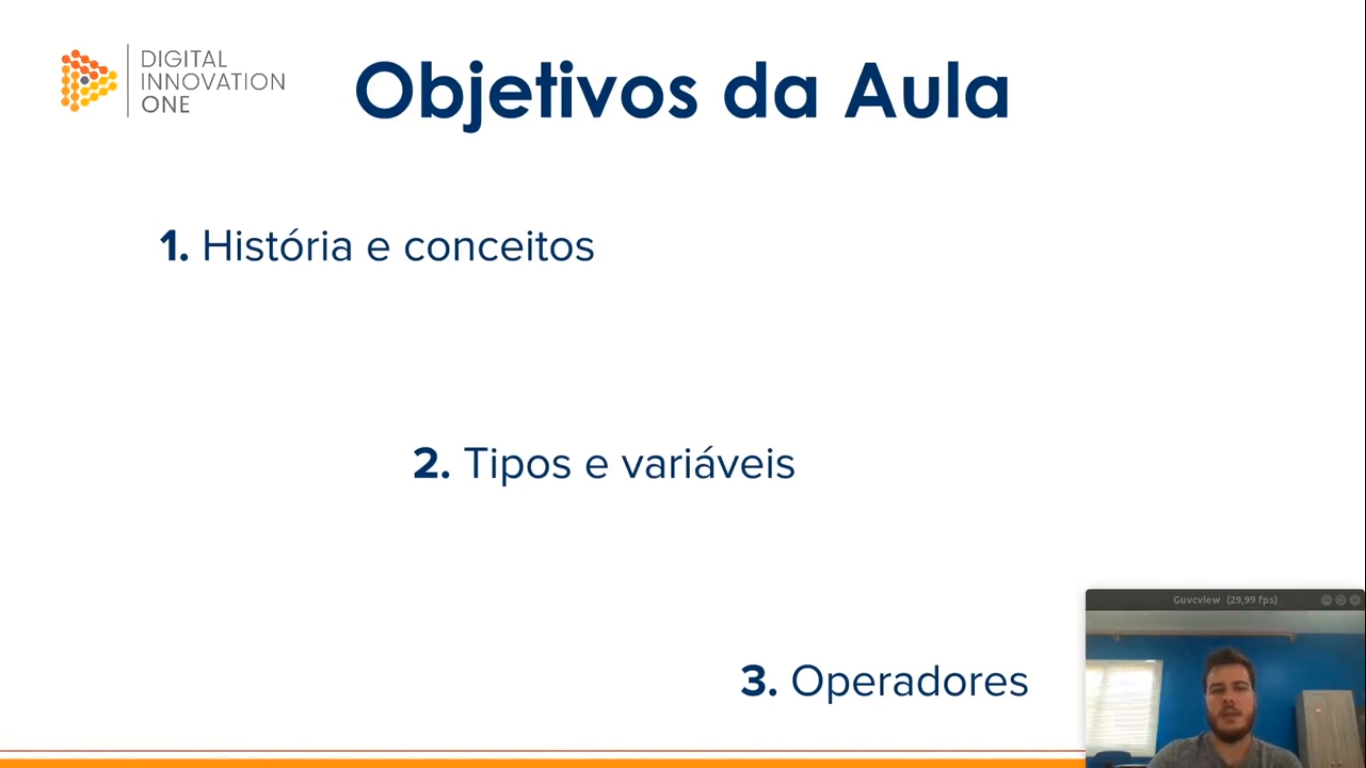 DIGITAL
INNOVATION
ONE
Objetivos da Aula
1. História e conceitos
2. Tipos e variáveis
3. Operadores
Guvcview (29,99 fps)